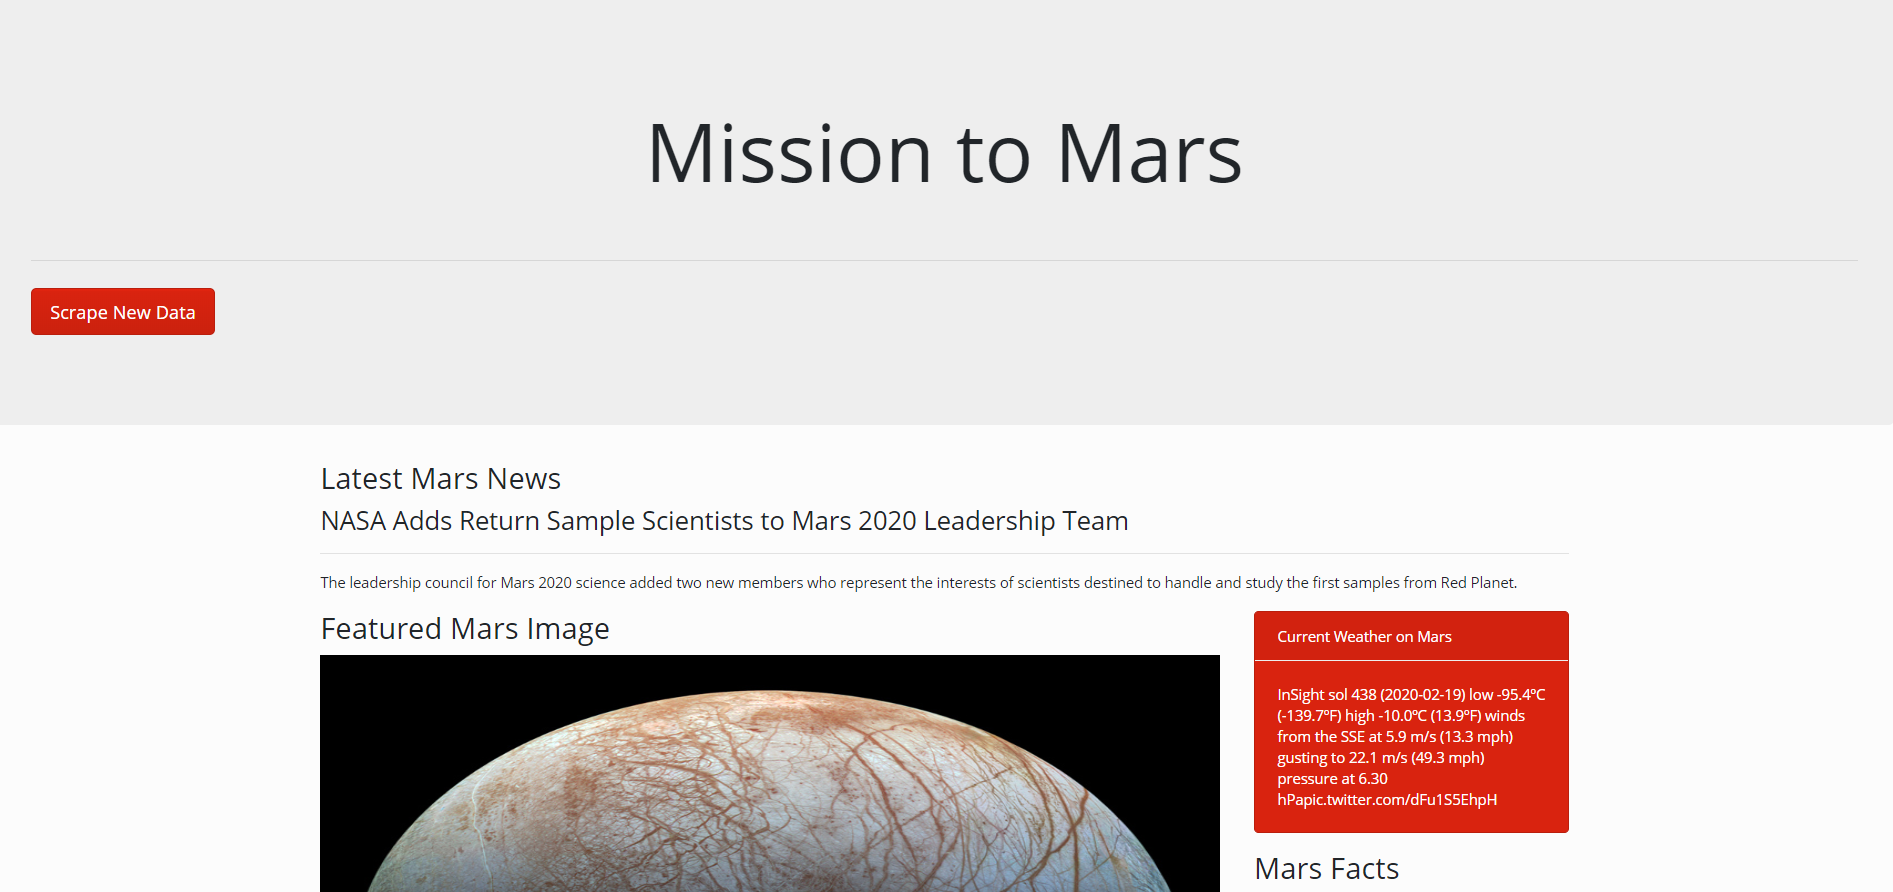 Mission to Mars
Scrape New Data
Latest Mars News
NASA Adds Return Sample Scientists to Mars 2020 Leadership Team
The leadership council for Mars 2020 science added two new members who represent the interests of scientists destined to handle and study the first samples from Red Planet.
Featured Mars Image
Current Weather on Mars
InSight sol 438 (2020-02-19) low -95.4ºC
(-139.7ºF) high -10.0ºC (13.9ºF) winds
from the SSE at 5.9 m/s (13.3 mph)
gusting to 22.1 m/s (49.3 mph)
pressure at 6.30
hPapic.twitter.com/dFu1S5EhpH
Mars Facts